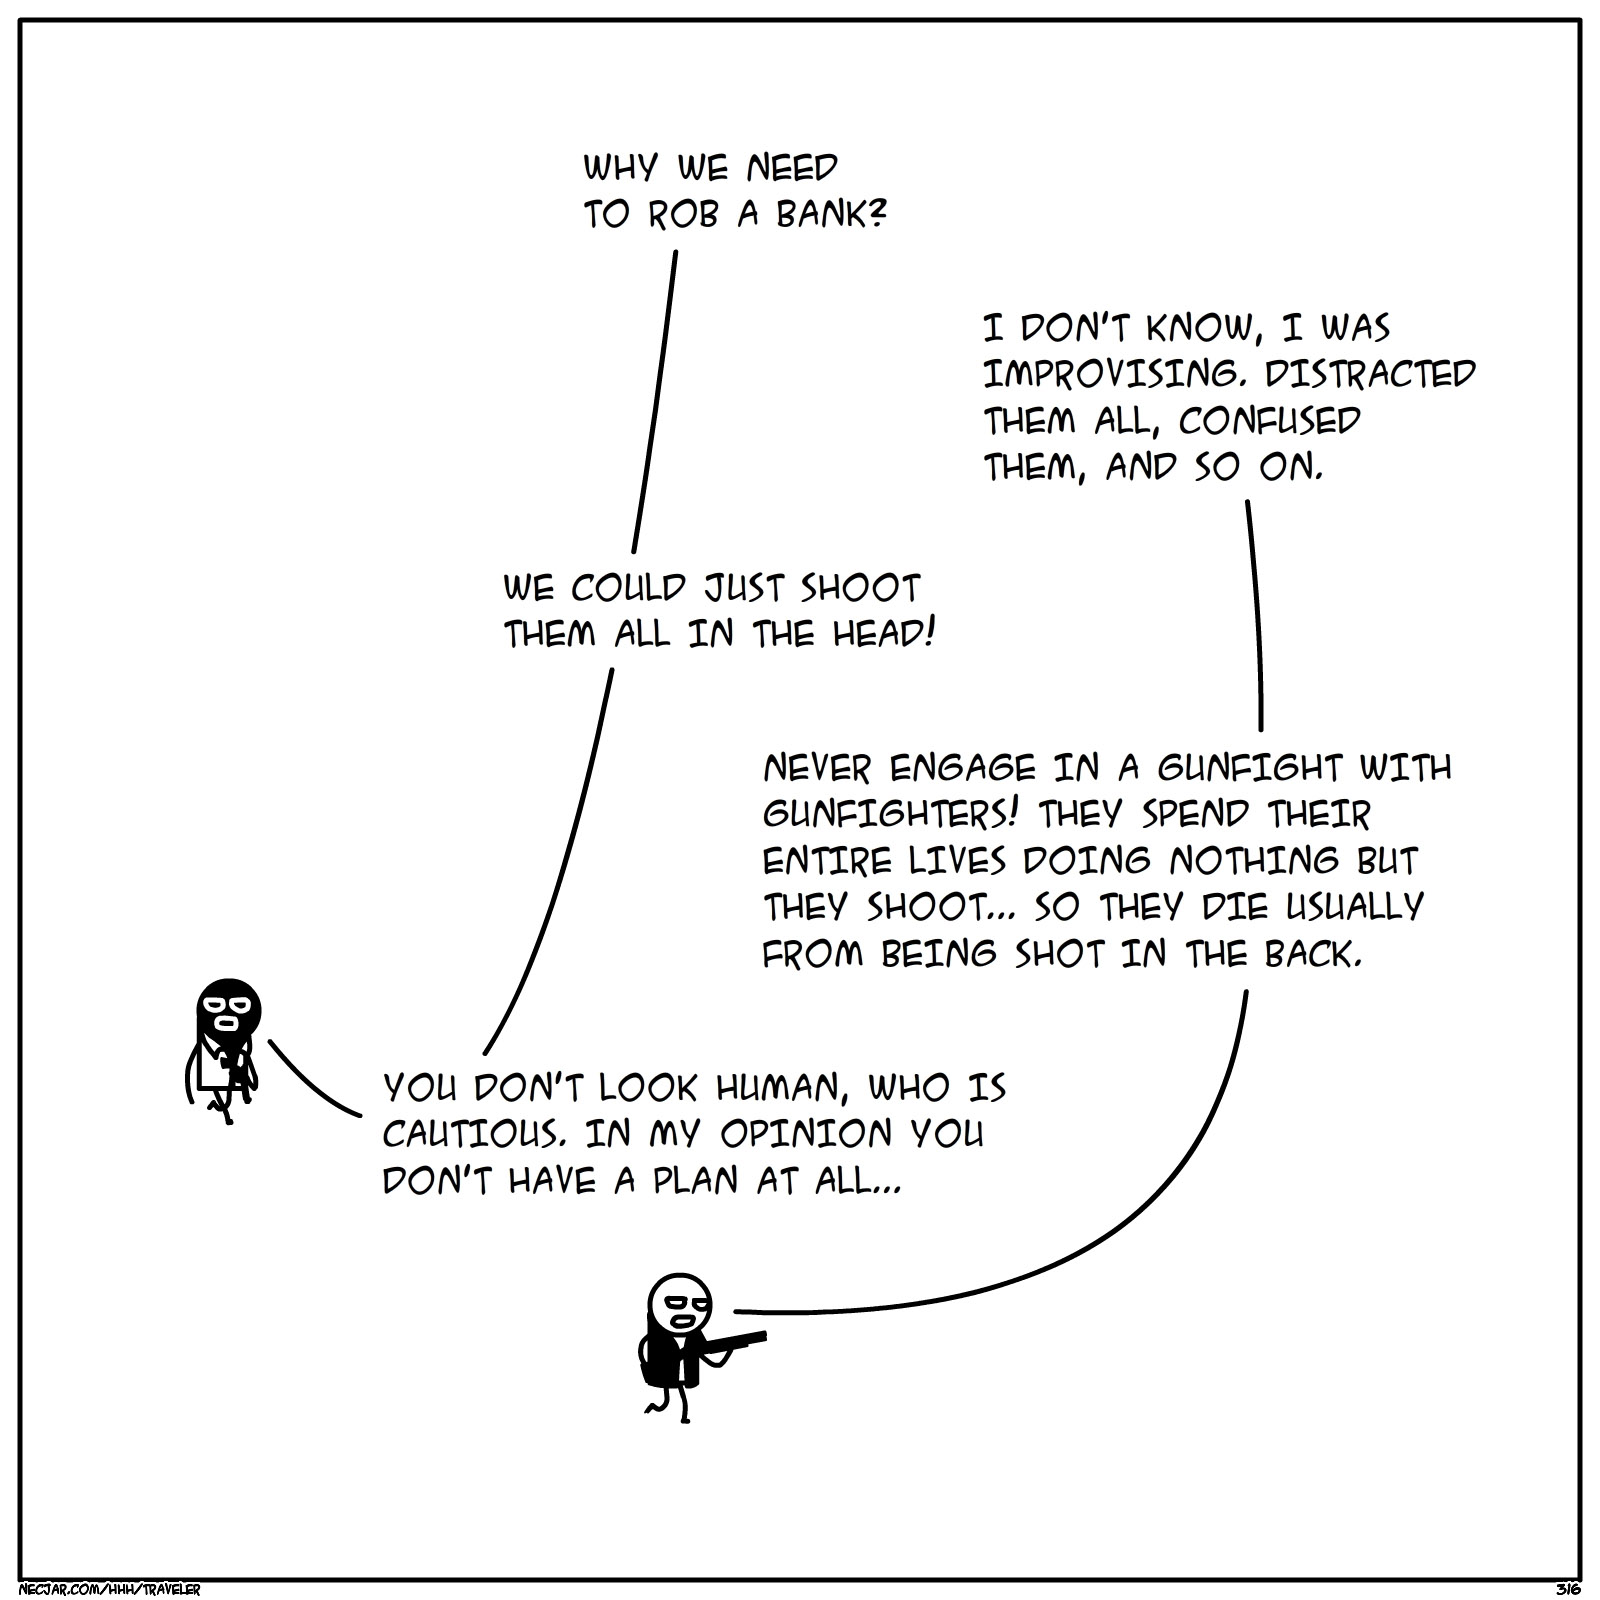 WHY WE NEED
TO ROB A BANK?
I DON'T KNOW, I WAS
IMPROVISING. DISTRACTED
THEM ALL, CONFUSED
THEM, AND SO ON.
WE COULD JUST SHOOT
THEM ALL IN THE HEAD!
NEVER ENGAGE IN A GUNFIGHT WITH
GUNFIGHTERS! THEY SPEND THEIR
ENTIRE LIVES DOING NOTHING BUT
THEY SHOOT... SO THEY DIE USUALLY
FROM BEING SHOT IN THE BACK.
YOU DON'T LOOK HUMAN, WHO IS
CAUTIOUS. IN MY OPINION YOU
DON'T HAVE A PLAN AT ALL...
NECJAR.COM/HHH/TRAVELER
316